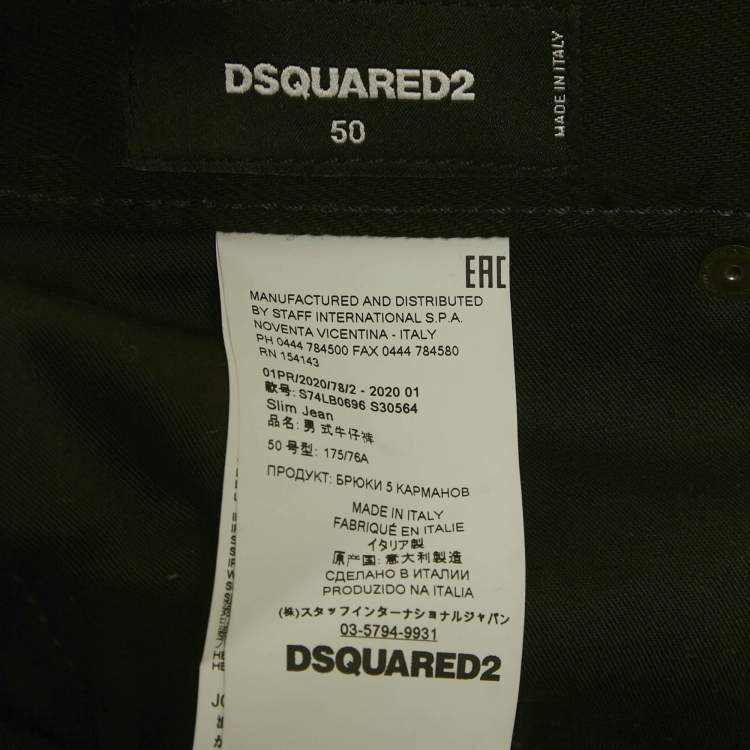 DSQUARED2
50
MADE IN ITALY
EAC
MANUFACTURED AND DISTRIBUTED
BY STAFF INTERNATIONAL S.P.A.
NOVENTA VICENTINA - ITALY
PH 0444 784500 FAX 0444 784580
RN 154143
01PR/2020/78/2 - 2020 01
款号: S74LB0696 S30564
Slim Jean
品名: 男式牛仔裤
50 号型: 175/76A
ПРОДУКТ: БРЮКИ 5 КАРМАНОВ
MADE IN ITALY
FABRIQUÉ EN ITALIE
イタリア製
原产国: 意大利製造
СДЕЛАНО В ИТАЛИИ
PRODUZIDO NA ITALIA
(株)スタッフインターナショナルジャパン
03-5794-9931
DSQUARED2